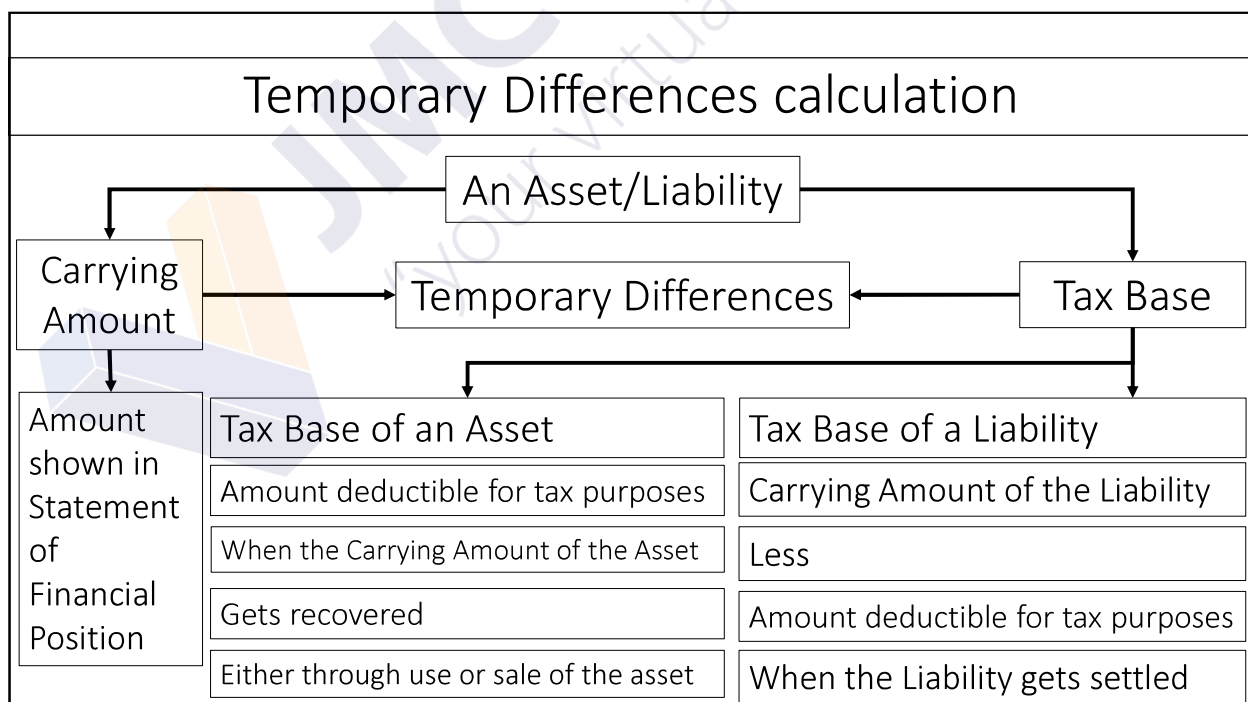 Temporary Differences calculation
An Asset/Liability
Carrying
Amount
Temporary Differences
Tax Base
Amount
shown in
Statement
of
Financial
Position
Tax Base of an Asset
Amount deductible for tax purposes
When the Carrying Amount of the Asset
Gets recovered
Either through use or sale of the asset
Tax Base of a Liability
Carrying Amount of the Liability
Less
Amount deductible for tax purposes
When the Liability gets settled
JMC
"your